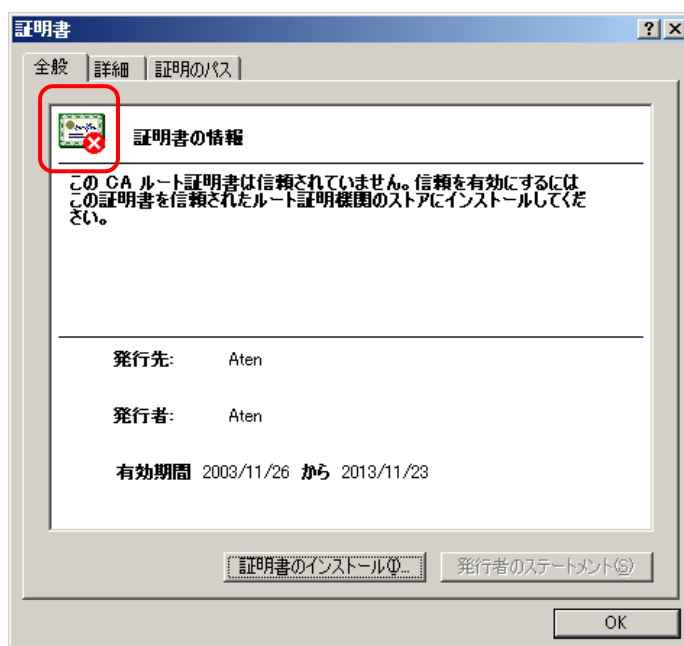 証明書
全般 詳細 証明のパス
証明書の情報
この CA ルート証明書は信頼されていません。信頼を有効にするには
この証明書を信頼されたルート証明機関のストアにインストールしてくだ
さい。
発行先: Aten
発行者: Aten
有効期間 2003/11/26 から 2013/11/23
証明書のインストール(I)... 発行者のステートメント(S)
OK